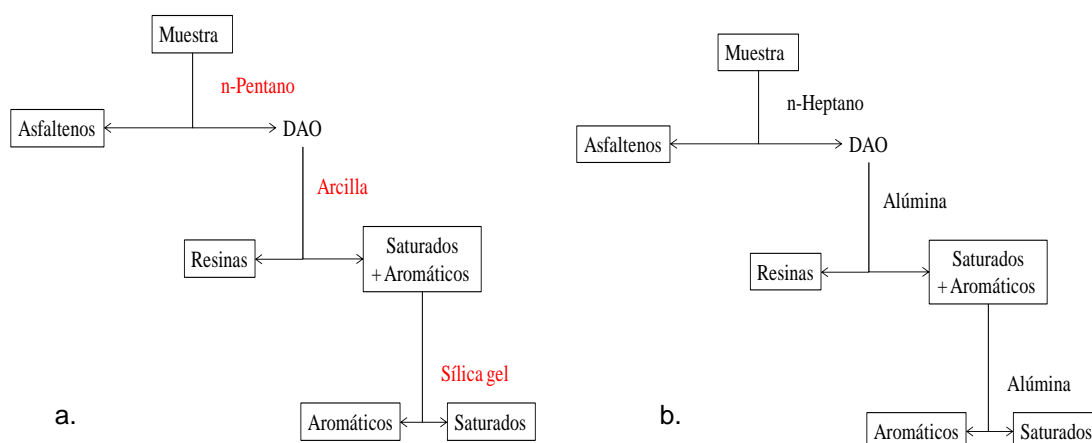 Muestra
n-Pentano
Asfaltenos
DAO
Arcilla
Resinas
Saturados
+ Aromáticos
Sílica gel
a.
Aromáticos
Saturados
Muestra
n-Heptano
Asfaltenos
DAO
Alúmina
Resinas
Saturados
+ Aromáticos
Alúmina
b.
Aromáticos
Saturados